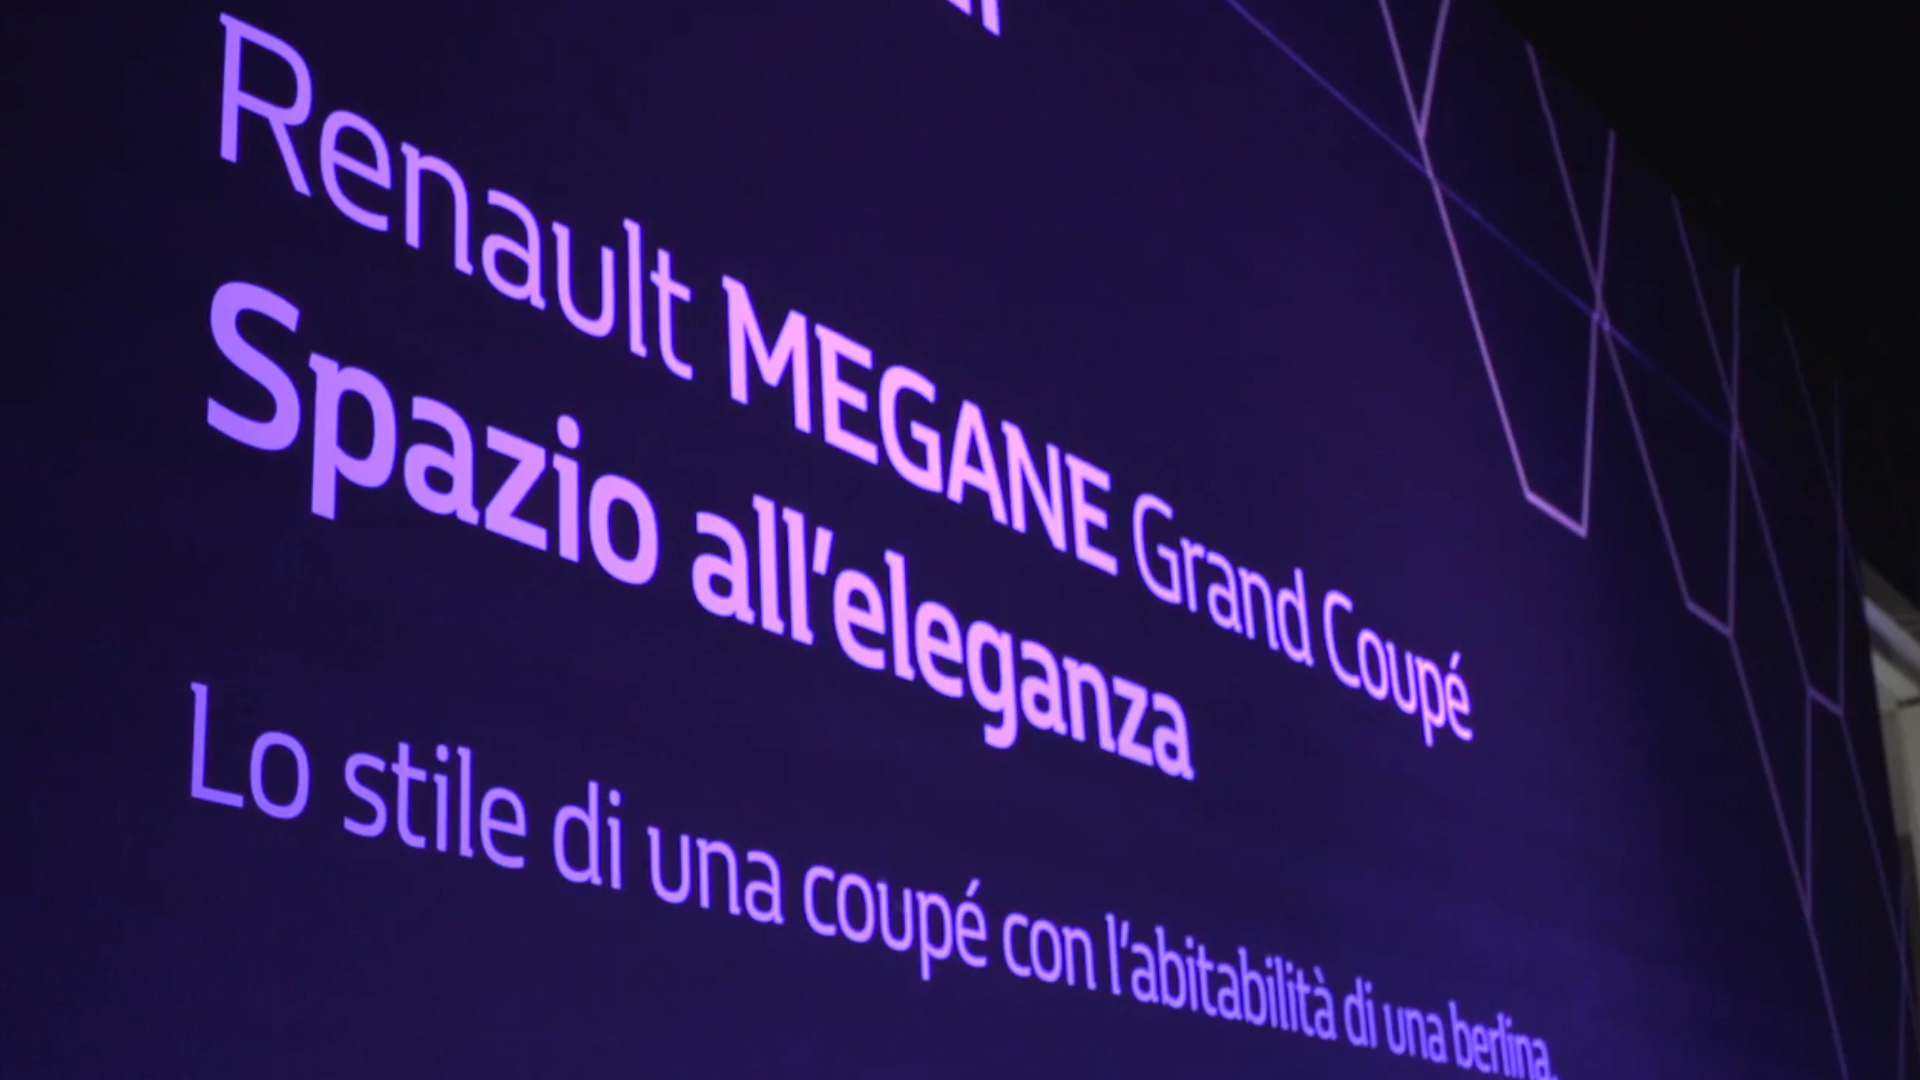 Renault MEGANE Grand Coupé
Spazio all'eleganza
Lo stile di una coupé con l'abitabilità di una berlina.